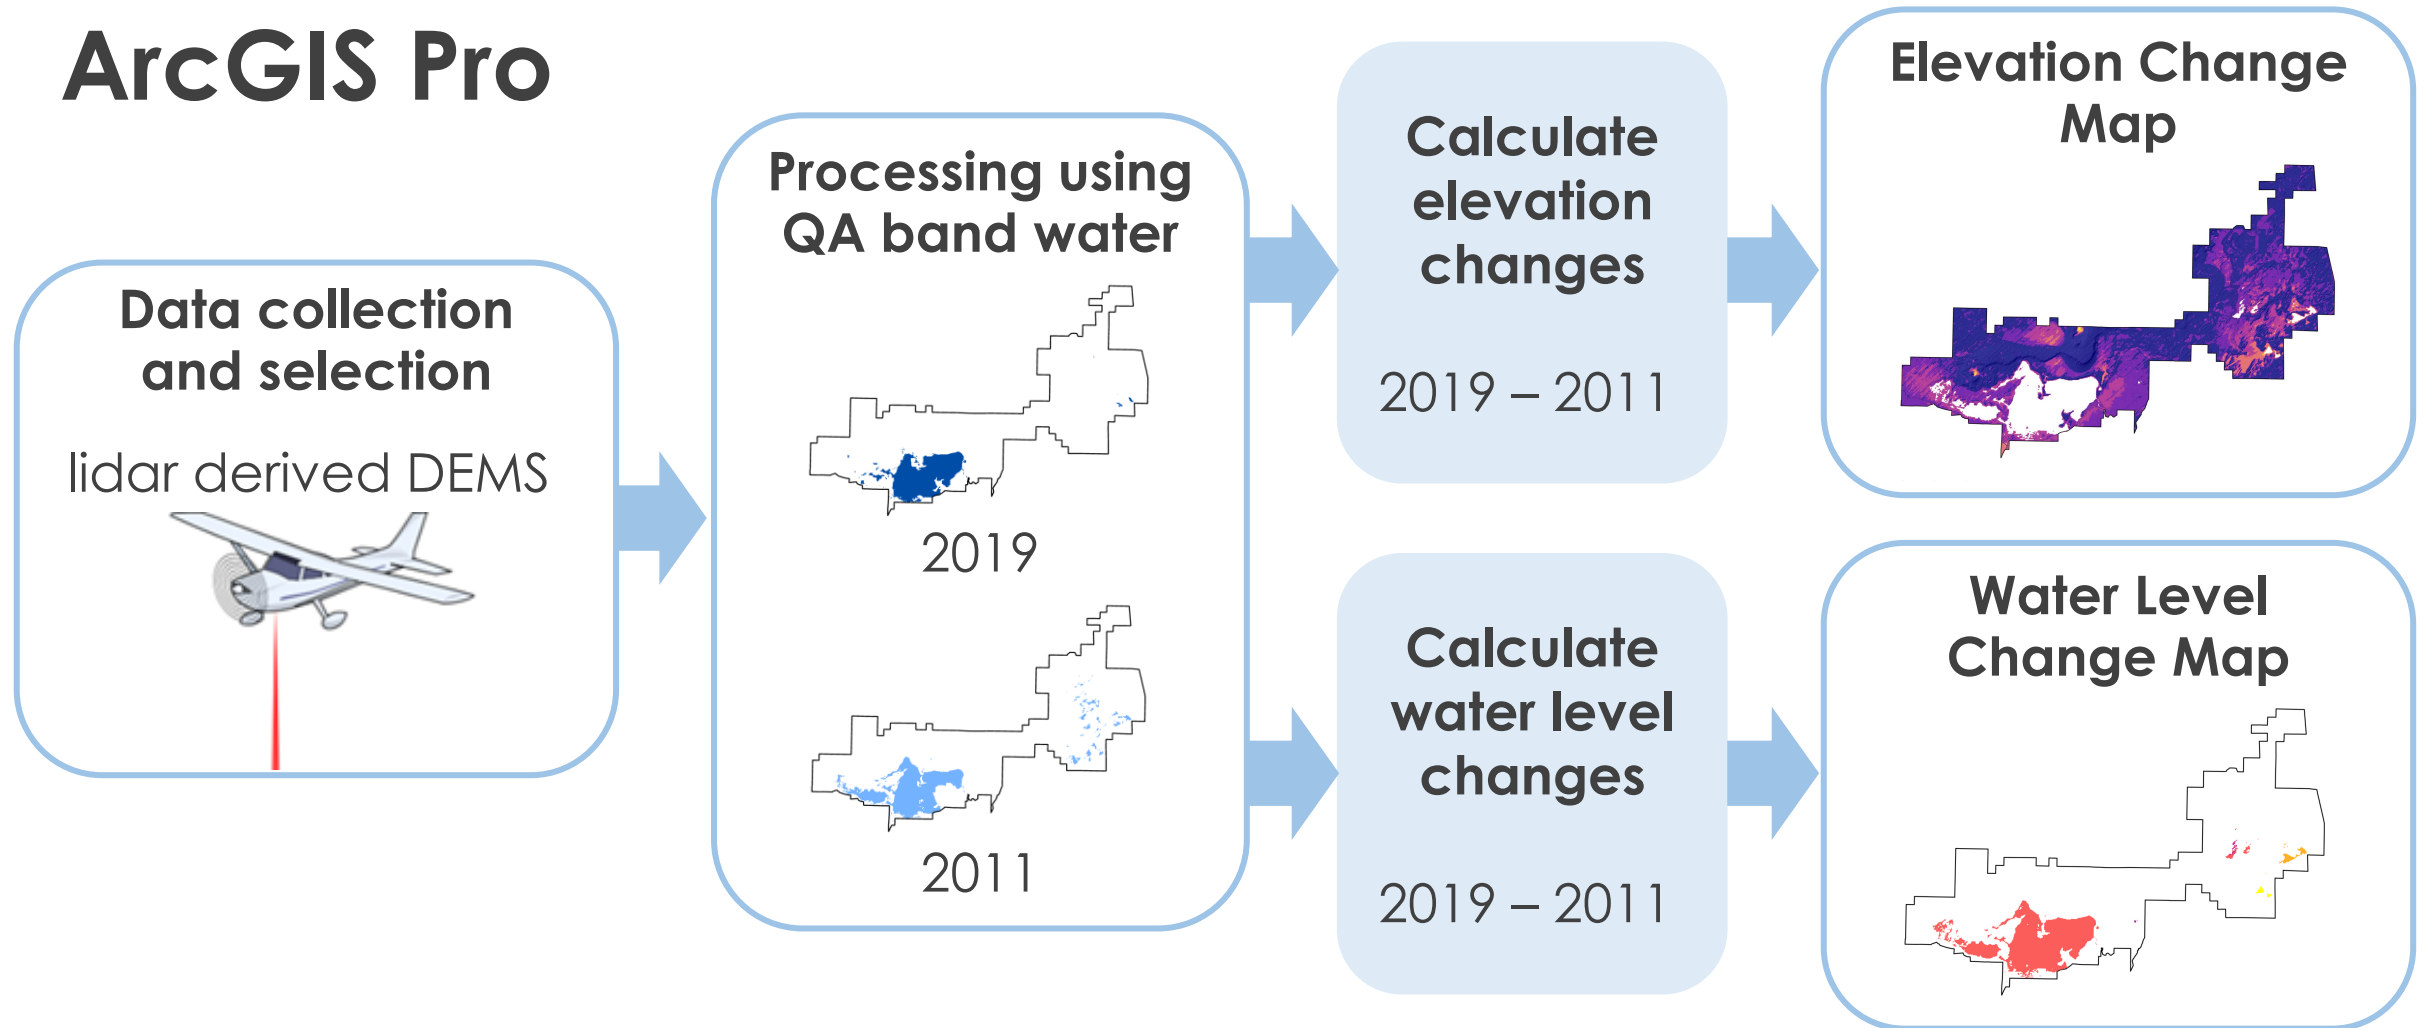 ArcGIS Pro
Data collection
and selection
lidar derived DEMS
Processing using
QA band water
2019
2011
Calculate
elevation
changes
2019 – 2011
Elevation Change
Map
Calculate
water level
changes
2019 – 2011
Water Level
Change Map